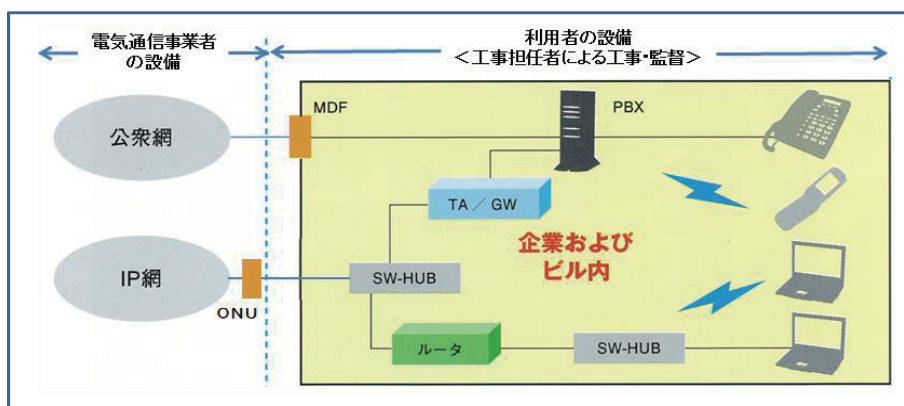 電気通信事業者
の設備
利用者の設備
＜工事担任者による工事・監督＞
MDF
PBX
公衆網
TA／GW
企業および
ビル内
IP網
SW-HUB
ONU
ルータ
SW-HUB